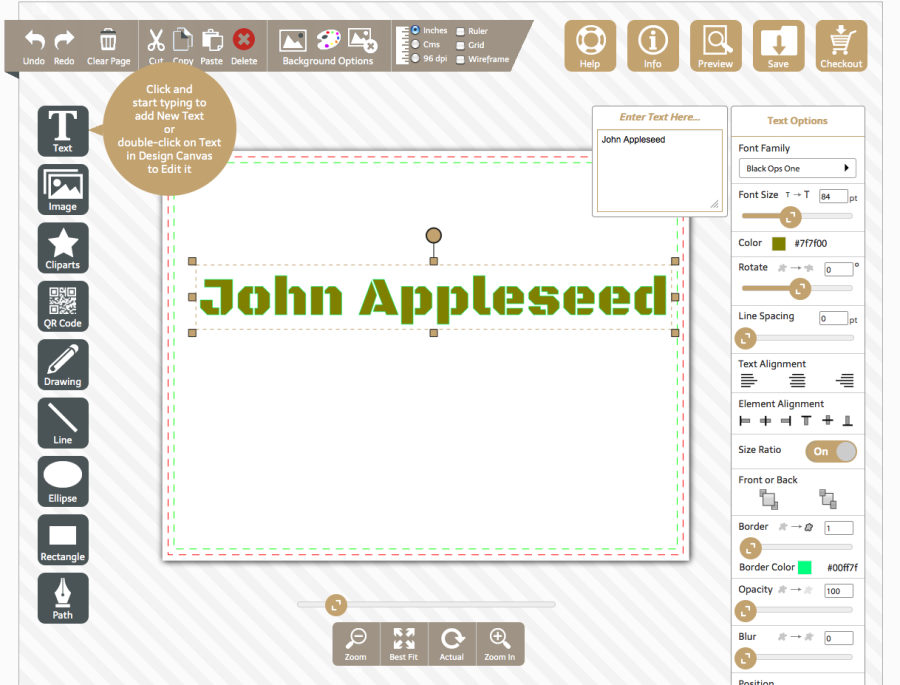 Undo Redo Clear Page
Cut Copy Paste Delete
Background Options
Inches
Cms
96 dpi
Ruler
Grid
Wireframe
Help
Info
Preview
Save
Checkout
T
Text
Image
Cliparts
QR Code
Drawing
Line
Ellipse
Rectangle
Path
Click and
start typing to
add New Text
or
double-click on Text
in Design Canvas
to Edit it
John Appleseed
Enter Text Here...
John Appleseed
Text Options
Font Family
Black Ops One
Font Size T → T 84 pt
Color #7f7f00
Rotate 0 °
Line Spacing 0 pt
Text Alignment
Element Alignment
Size Ratio On
Front or Back
Border 1
Border Color #00ff7f
Opacity 100
Blur 0
Position
Zoom
Best Fit
Actual
Zoom In